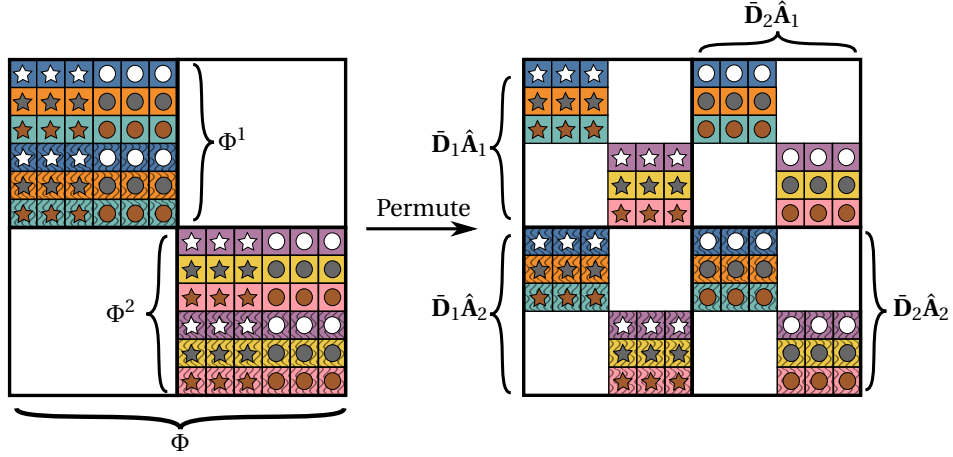 D̄₂Â₁
Φ¹
D̄₁Â₁
Permute
Φ²
D̄₁Â₂
D̄₂Â₂
Φ